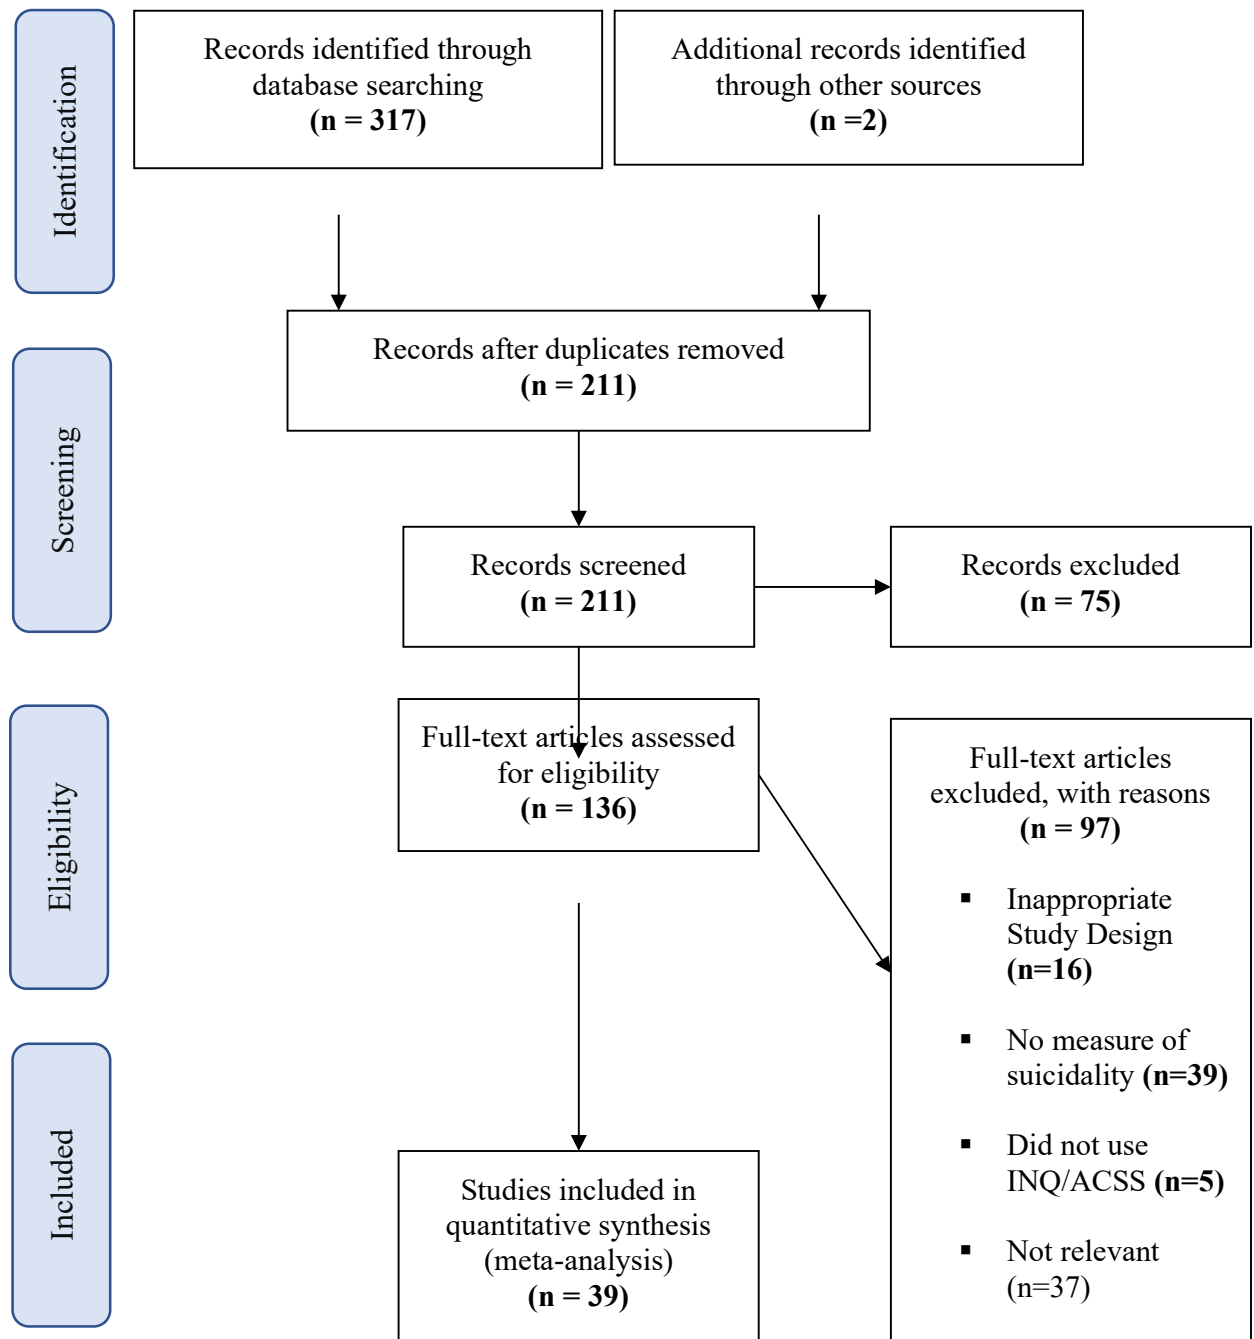 Identification
Records identified through
database searching
(n = 317)
Additional records identified
through other sources
(n =2)
Screening
Records after duplicates removed
(n = 211)
Records screened
(n = 211)
Records excluded
(n = 75)
Eligibility
Full-text articles assessed
for eligibility
(n = 136)
Full-text articles
excluded, with reasons
(n = 97)
▪ Inappropriate
Study Design
(n=16)
▪ No measure of
suicidality (n=39)
▪ Did not use
INQ/ACSS (n=5)
▪ Not relevant
(n=37)
Included
Studies included in
quantitative synthesis
(meta-analysis)
(n = 39)